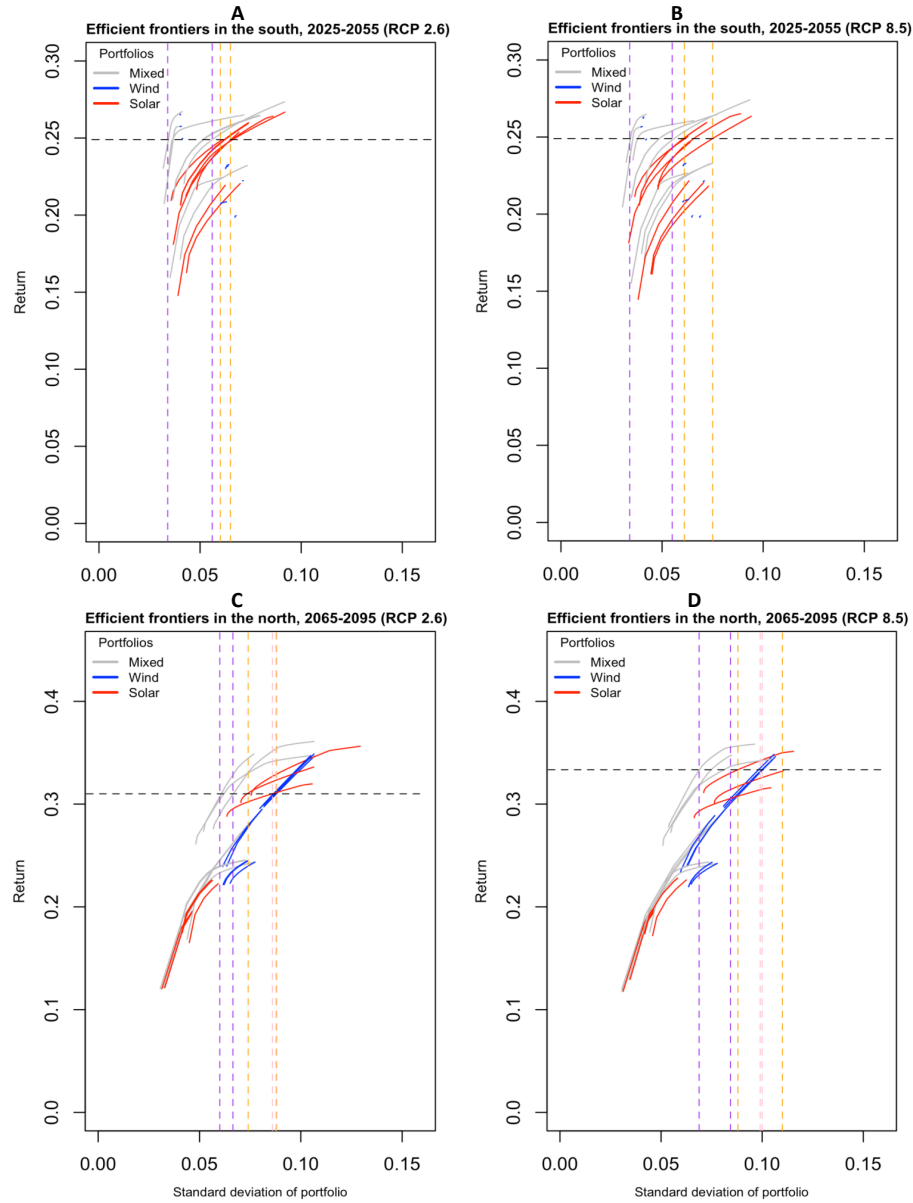 A
Efficient frontiers in the south, 2025-2055 (RCP 2.6)
Portfolios
Mixed
Wind
Solar
Return
0.00 0.05 0.10 0.15 0.20 0.25 0.30
0.00 0.05 0.10 0.15
B
Efficient frontiers in the south, 2025-2055 (RCP 8.5)
Portfolios
Mixed
Wind
Solar
Return
0.00 0.05 0.10 0.15 0.20 0.25 0.30
0.00 0.05 0.10 0.15
C
Efficient frontiers in the north, 2065-2095 (RCP 2.6)
Portfolios
Mixed
Wind
Solar
Return
0.0 0.1 0.2 0.3 0.4
0.00 0.05 0.10 0.15
Standard deviation of portfolio
D
Efficient frontiers in the north, 2065-2095 (RCP 8.5)
Portfolios
Mixed
Wind
Solar
Return
0.0 0.1 0.2 0.3 0.4
0.00 0.05 0.10 0.15
Standard deviation of portfolio